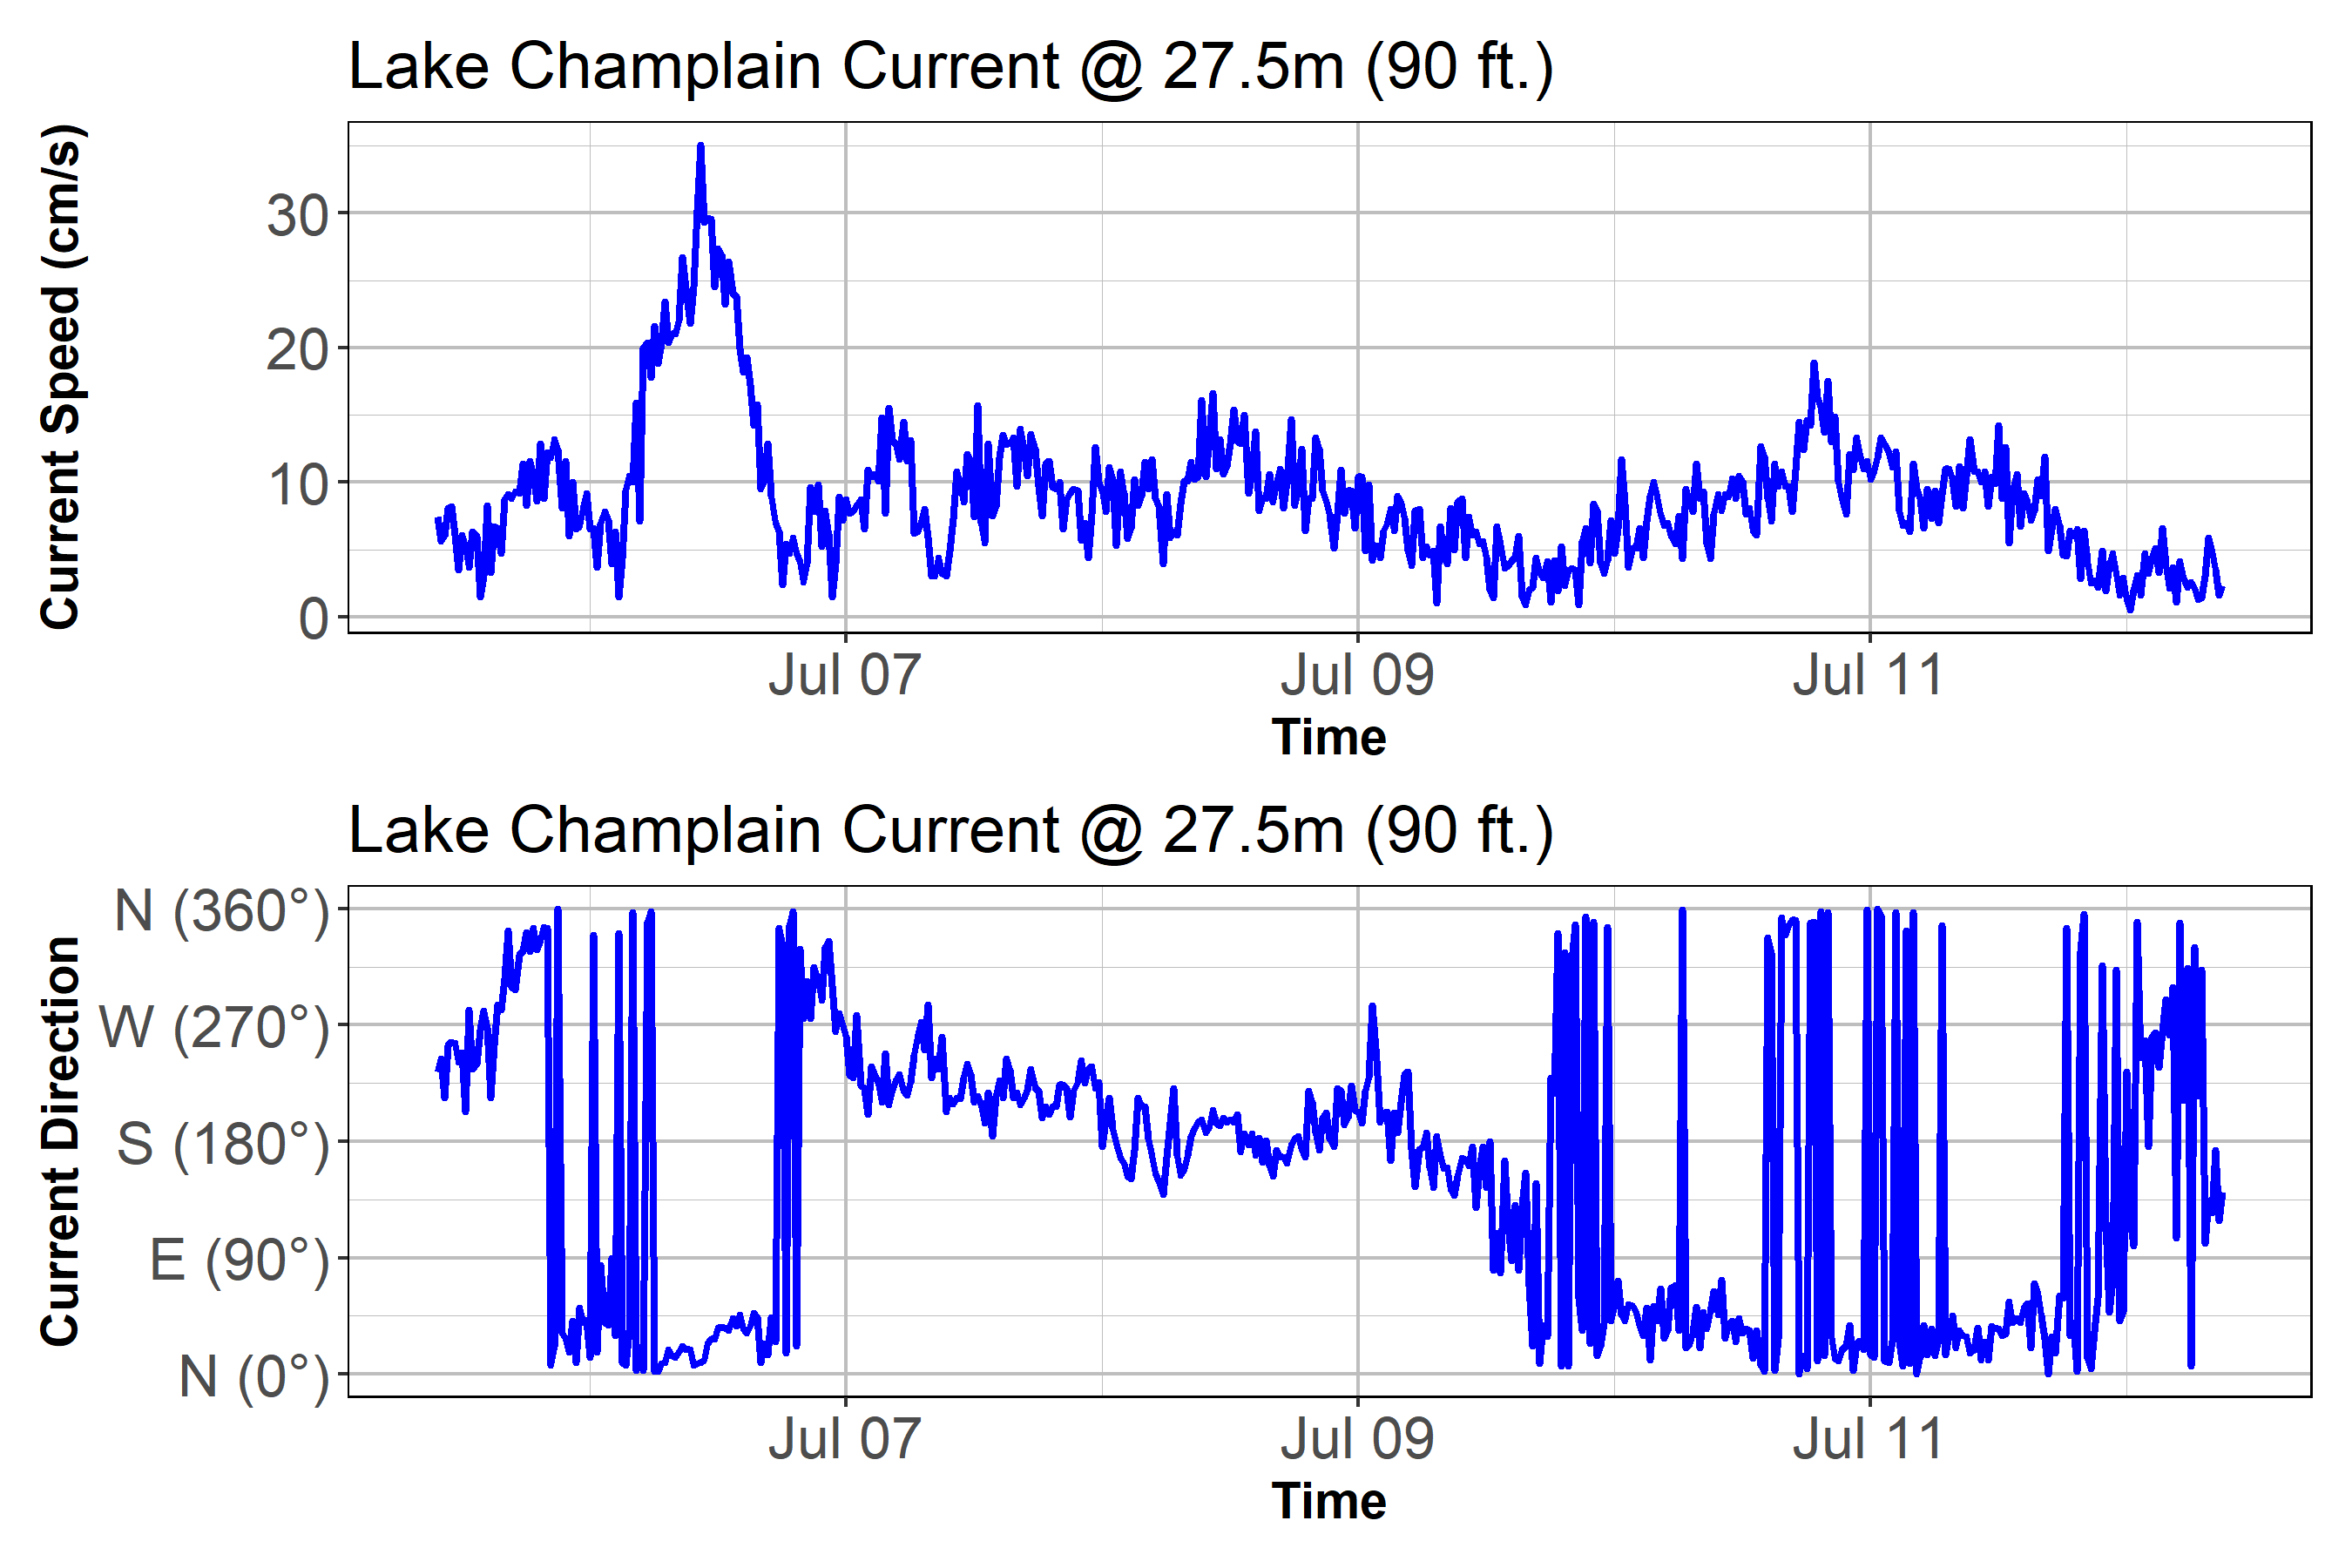 Lake Champlain Current @ 27.5m (90 ft.)
Current Speed (cm/s)
30
20
10
0
Jul 07
Jul 09
Jul 11
Time
Lake Champlain Current @ 27.5m (90 ft.)
Current Direction
N (360°)
W (270°)
S (180°)
E (90°)
N (0°)
Jul 07
Jul 09
Jul 11
Time